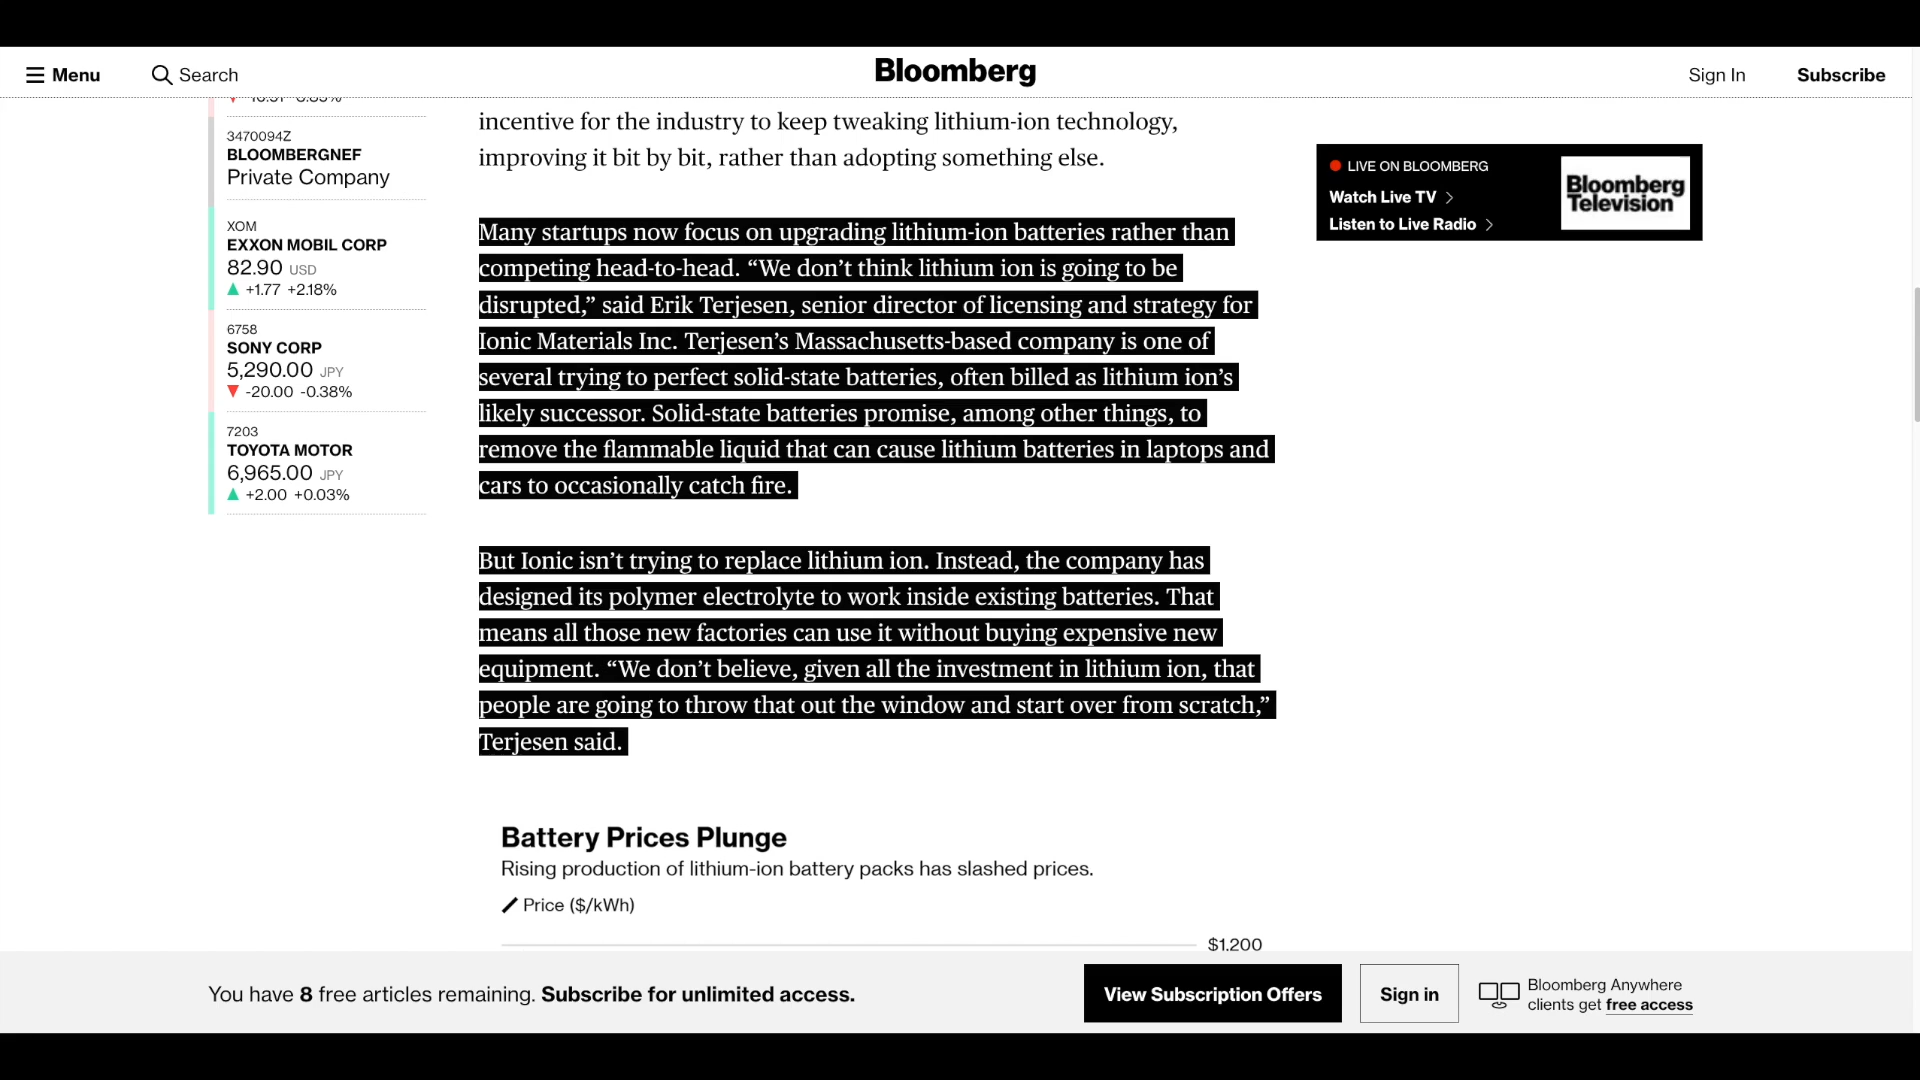 Menu
Search
Bloomberg
Sign In
Subscribe
3470094Z
BLOOMBERGNEF
Private Company
XOM
EXXON MOBIL CORP
82.90 USD
▲ +1.77 +2.18%
6758
SONY CORP
5,290.00 JPY
▼ -20.00 -0.38%
7203
TOYOTA MOTOR
6,965.00 JPY
▲ +2.00 +0.03%
incentive for the industry to keep tweaking lithium-ion technology,
improving it bit by bit, rather than adopting something else.
Many startups now focus on upgrading lithium-ion batteries rather than
competing head-to-head. “We don’t think lithium ion is going to be
disrupted,” said Erik Terjesen, senior director of licensing and strategy for
Ionic Materials Inc. Terjesen’s Massachusetts-based company is one of
several trying to perfect solid-state batteries, often billed as lithium ion’s
likely successor. Solid-state batteries promise, among other things, to
remove the flammable liquid that can cause lithium batteries in laptops and
cars to occasionally catch fire.
But Ionic isn’t trying to replace lithium ion. Instead, the company has
designed its polymer electrolyte to work inside existing batteries. That
means all those new factories can use it without buying expensive new
equipment. “We don’t believe, given all the investment in lithium ion, that
people are going to throw that out the window and start over from scratch,”
Terjesen said.
Battery Prices Plunge
Rising production of lithium-ion battery packs has slashed prices.
Price ($/kWh)
$1,200
LIVE ON BLOOMBERG
Watch Live TV
Listen to Live Radio
Bloomberg
Television
You have 8 free articles remaining. Subscribe for unlimited access.
View Subscription Offers
Sign in
Bloomberg Anywhere
clients get free access